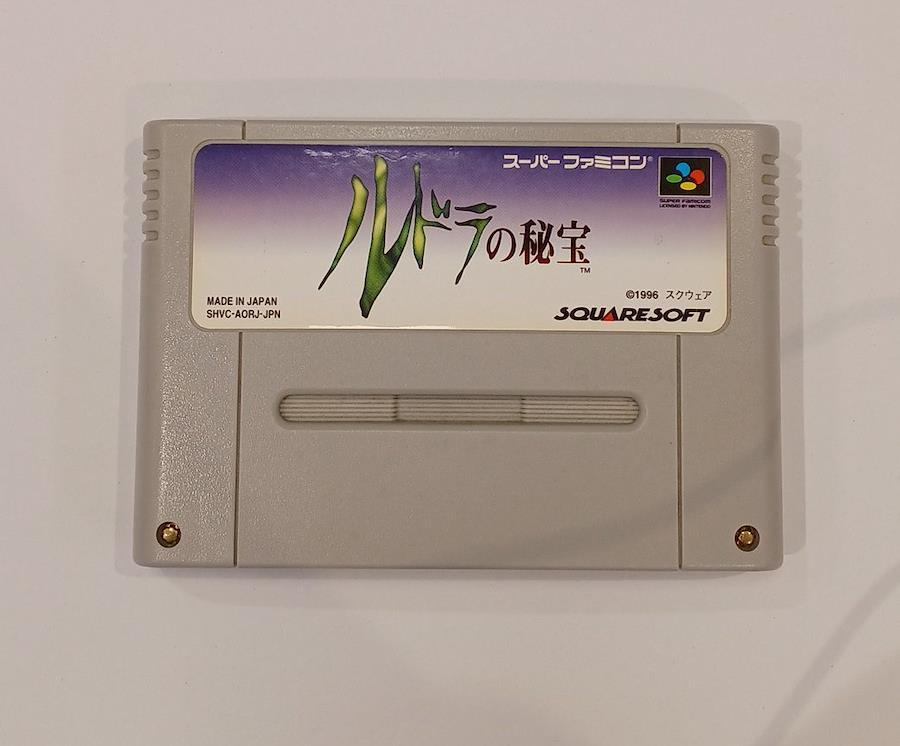 スーパーファミコン®
SUPER FAMICOM
LICENSED BY NINTENDO
ルドラの秘宝
TM
MADE IN JAPAN
SHVC-AORJ-JPN
©1996 スクウェア
SQUARESOFT